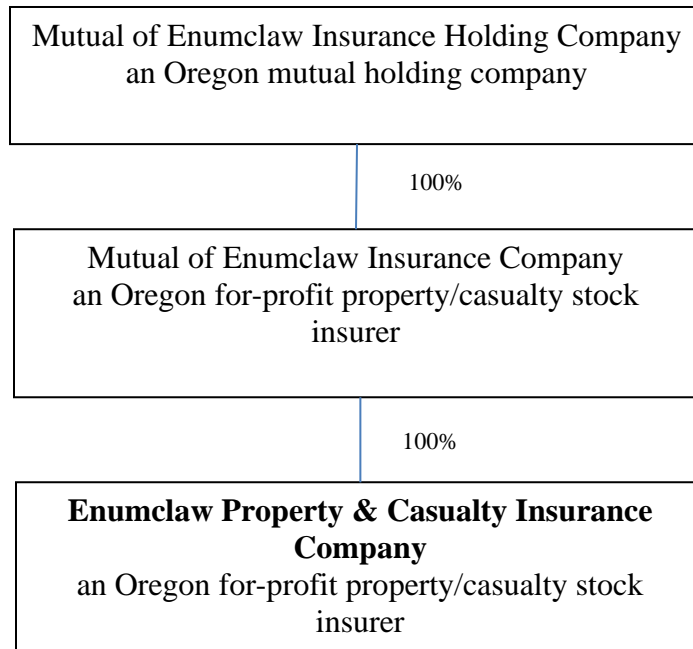 Mutual of Enumclaw Insurance Holding Company
an Oregon mutual holding company
100%
Mutual of Enumclaw Insurance Company
an Oregon for-profit property/casualty stock
insurer
100%
Enumclaw Property & Casualty Insurance
Company
an Oregon for-profit property/casualty stock
insurer